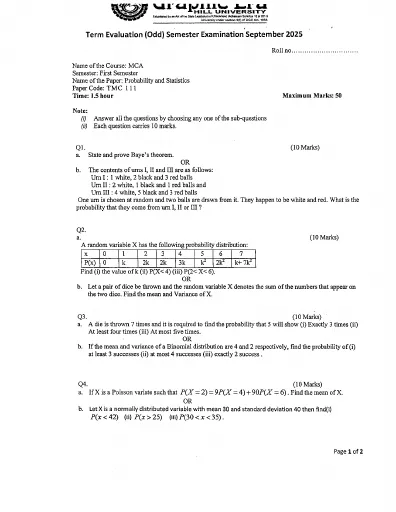 Graphic Era
HILL UNIVERSITY
Term Evaluation (Odd) Semester Examination September 2025
Roll no..............................
Name of the Course: MCA
Semester: First Semester
Name of the Paper: Probability and Statistics
Paper Code: TMC 111
Time: 1.5 hour Maximum Marks: 50
Note:
(i) Answer all the questions by choosing any one of the sub-questions
(ii) Each question carries 10 marks.
Q1. (10 Marks)
a. State and prove Baye's theorem.
OR
b. The contents of urn I, II and III are as follows:
Urn I : 1 white, 2 black and 3 red balls
Urn II : 2 white, 1 black and 1 red balls and
Urn III : 4 white, 5 black and 3 red balls
One urn is chosen at random and two balls are drawn from it. They happen to be white and red. What is the
probability that they come from urn I, II or III ?
Q2.
a. (10 Marks)
A random variable X has the following probability distribution:
x 0 1 2 3 4 5 6 7
P(x) 0 k 2k 2k 3k k² 2k² k+7k²
Find (i) the value of k (ii) P(X<4) (iii) P(2<X<6).
OR
b. Let a pair of dice be thrown and the random variable X denotes the sum of the numbers that appear on
the two dice. Find the mean and Variance of X.
Q3. (10 Marks)
a. A die is thrown 7 times and it is required to find the probability that 5 will show (i) Exactly 3 times (ii)
At least four times (iii) At most five times.
OR
b. If the mean and variance of a Binomial distribution are 4 and 2 respectively, find the probability of (i)
at least 3 successes (ii) at most 4 successes (iii) exactly 2 success .
Q4. (10 Marks)
a. If X is a Poisson variate such that P(X = 2) = 9P(X = 4) + 90P(X = 6). Find the mean of X.
OR
b. Let X is a normally distributed variable with mean 30 and standard deviation 40 then find(i)
P(x < 42) (ii) P(x > 25) (iii) P(30 < x < 35).
Page 1 of 2